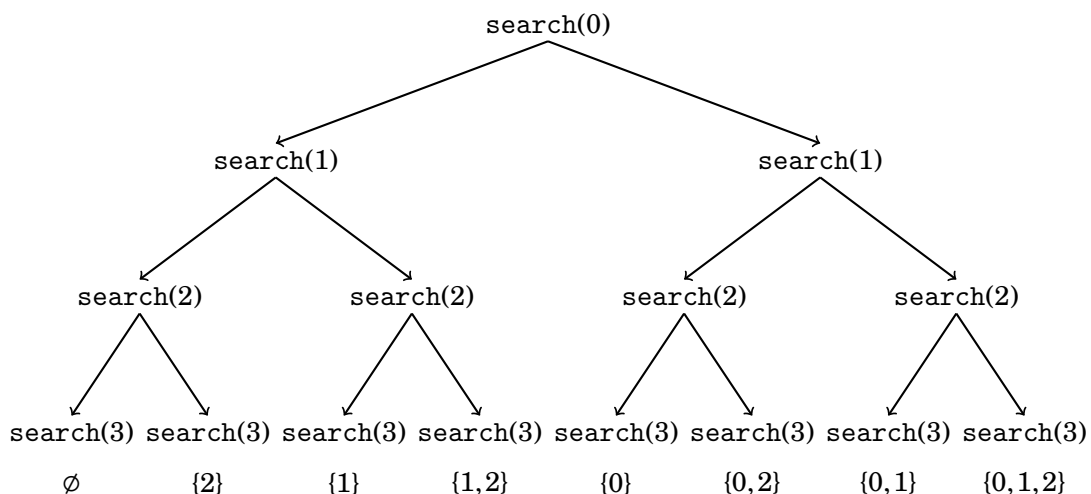 search(0)
search(1) search(1)
search(2) search(2) search(2) search(2)
search(3) search(3) search(3) search(3) search(3) search(3) search(3) search(3)
∅ {2} {1} {1,2} {0} {0,2} {0,1} {0,1,2}